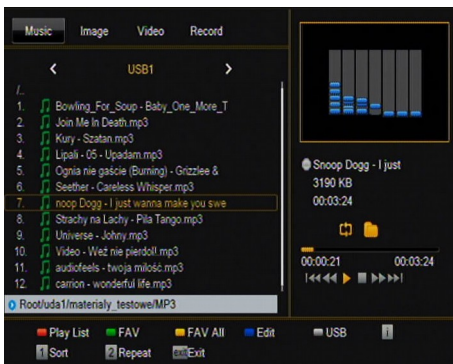 Music Image Video Record
USB1
/..
1. Bowling_For_Soup - Baby_One_More_T
2. Join Me In Death.mp3
3. Kury - Szatan.mp3
4. Lipali - 05 - Upadam.mp3
5. Ognia nie gaście (Burning) - Grizzlee &
6. Seether - Careless Whisper.mp3
7. noop Dogg - I just wanna make you swe
8. Strachy na Lachy - Pila Tango.mp3
9. Universe - Johny.mp3
10. Video - Weź nie pierdoll.mp3
11. audiofeels - twoja miłość.mp3
12. carrion - wonderful life.mp3
Root/uda1/materialy_testowe/MP3
Snoop Dogg - I just
3190 KB
00:03:24
00:00:21 00:03:24
Play List FAV FAV All Edit USB i
1 Sort 2 Repeat exit Exit